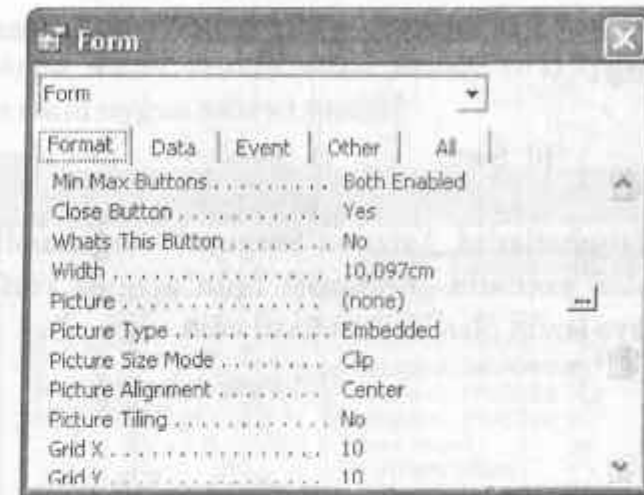 Form
Form
Format Data Event Other All
Min Max Buttons . . . . . . . . . Both Enabled
Close Button . . . . . . . . . . . Yes
Whats This Button . . . . . . . . No
Width . . . . . . . . . . . . . . . . 10,097cm
Picture . . . . . . . . . . . . . . . (none) ...
Picture Type . . . . . . . . . . . Embedded
Picture Size Mode . . . . . . . . Clip
Picture Alignment . . . . . . . . Center
Picture Tiling . . . . . . . . . . . No
Grid X . . . . . . . . . . . . . . . . 10
Grid Y . . . . . . . . . . . . . . . . 10